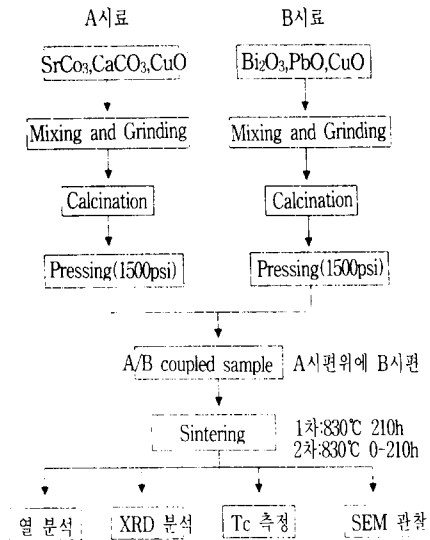 A시료 B시료
SrCo₃,CaCO₃,CuO Bi₂O₃,PbO,CuO
Mixing and Grinding Mixing and Grinding
Calcination Calcination
Pressing(1500psi) Pressing(1500psi)
A/B coupled sample A시편위에 B시편
Sintering 1차:830℃ 210h
2차:830℃ 0-210h
열 분석 XRD 분석 Tc 측정 SEM 관찰